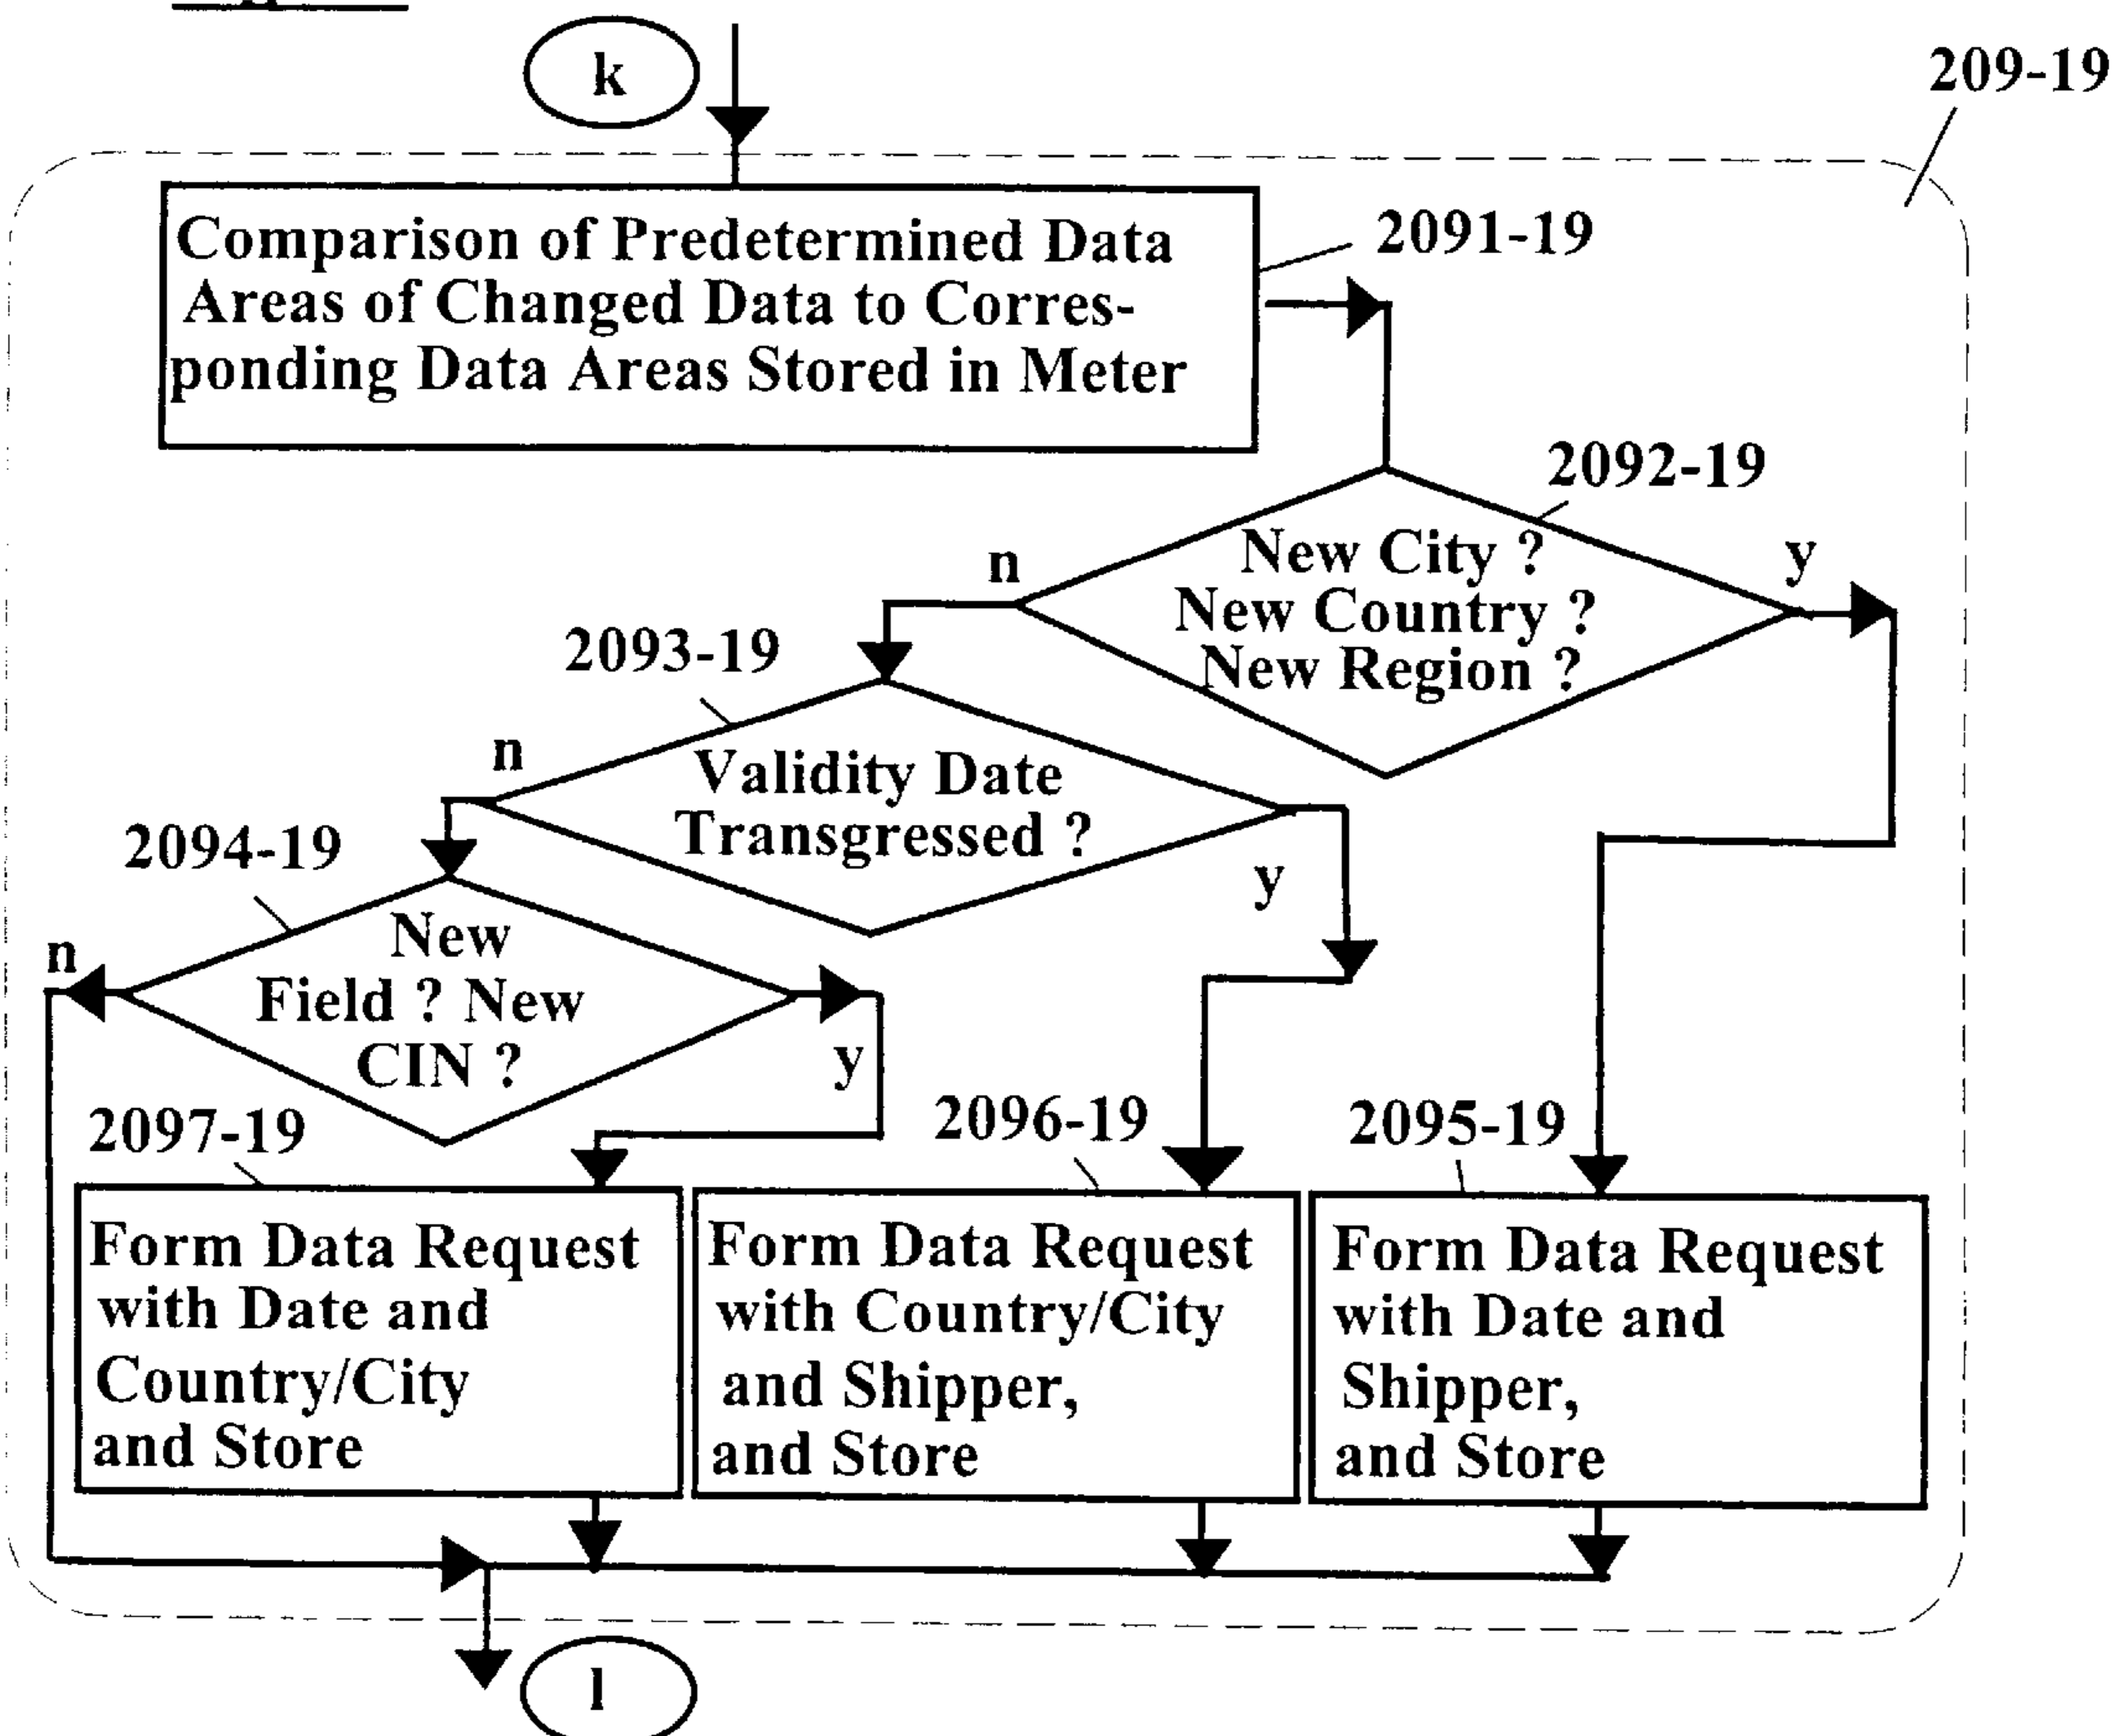 k
209-19
Comparison of Predetermined Data
Areas of Changed Data to Corres-
ponding Data Areas Stored in Meter
2091-19
2092-19
New City ?
New Country ?
New Region ?
n
y
2093-19
Validity Date
Transgressed ?
n
y
2094-19
New
Field ? New
CIN ?
n
y
2097-19
2096-19
2095-19
Form Data Request
with Date and
Country/City
and Store
Form Data Request
with Country/City
and Shipper,
and Store
Form Data Request
with Date and
Shipper,
and Store
l